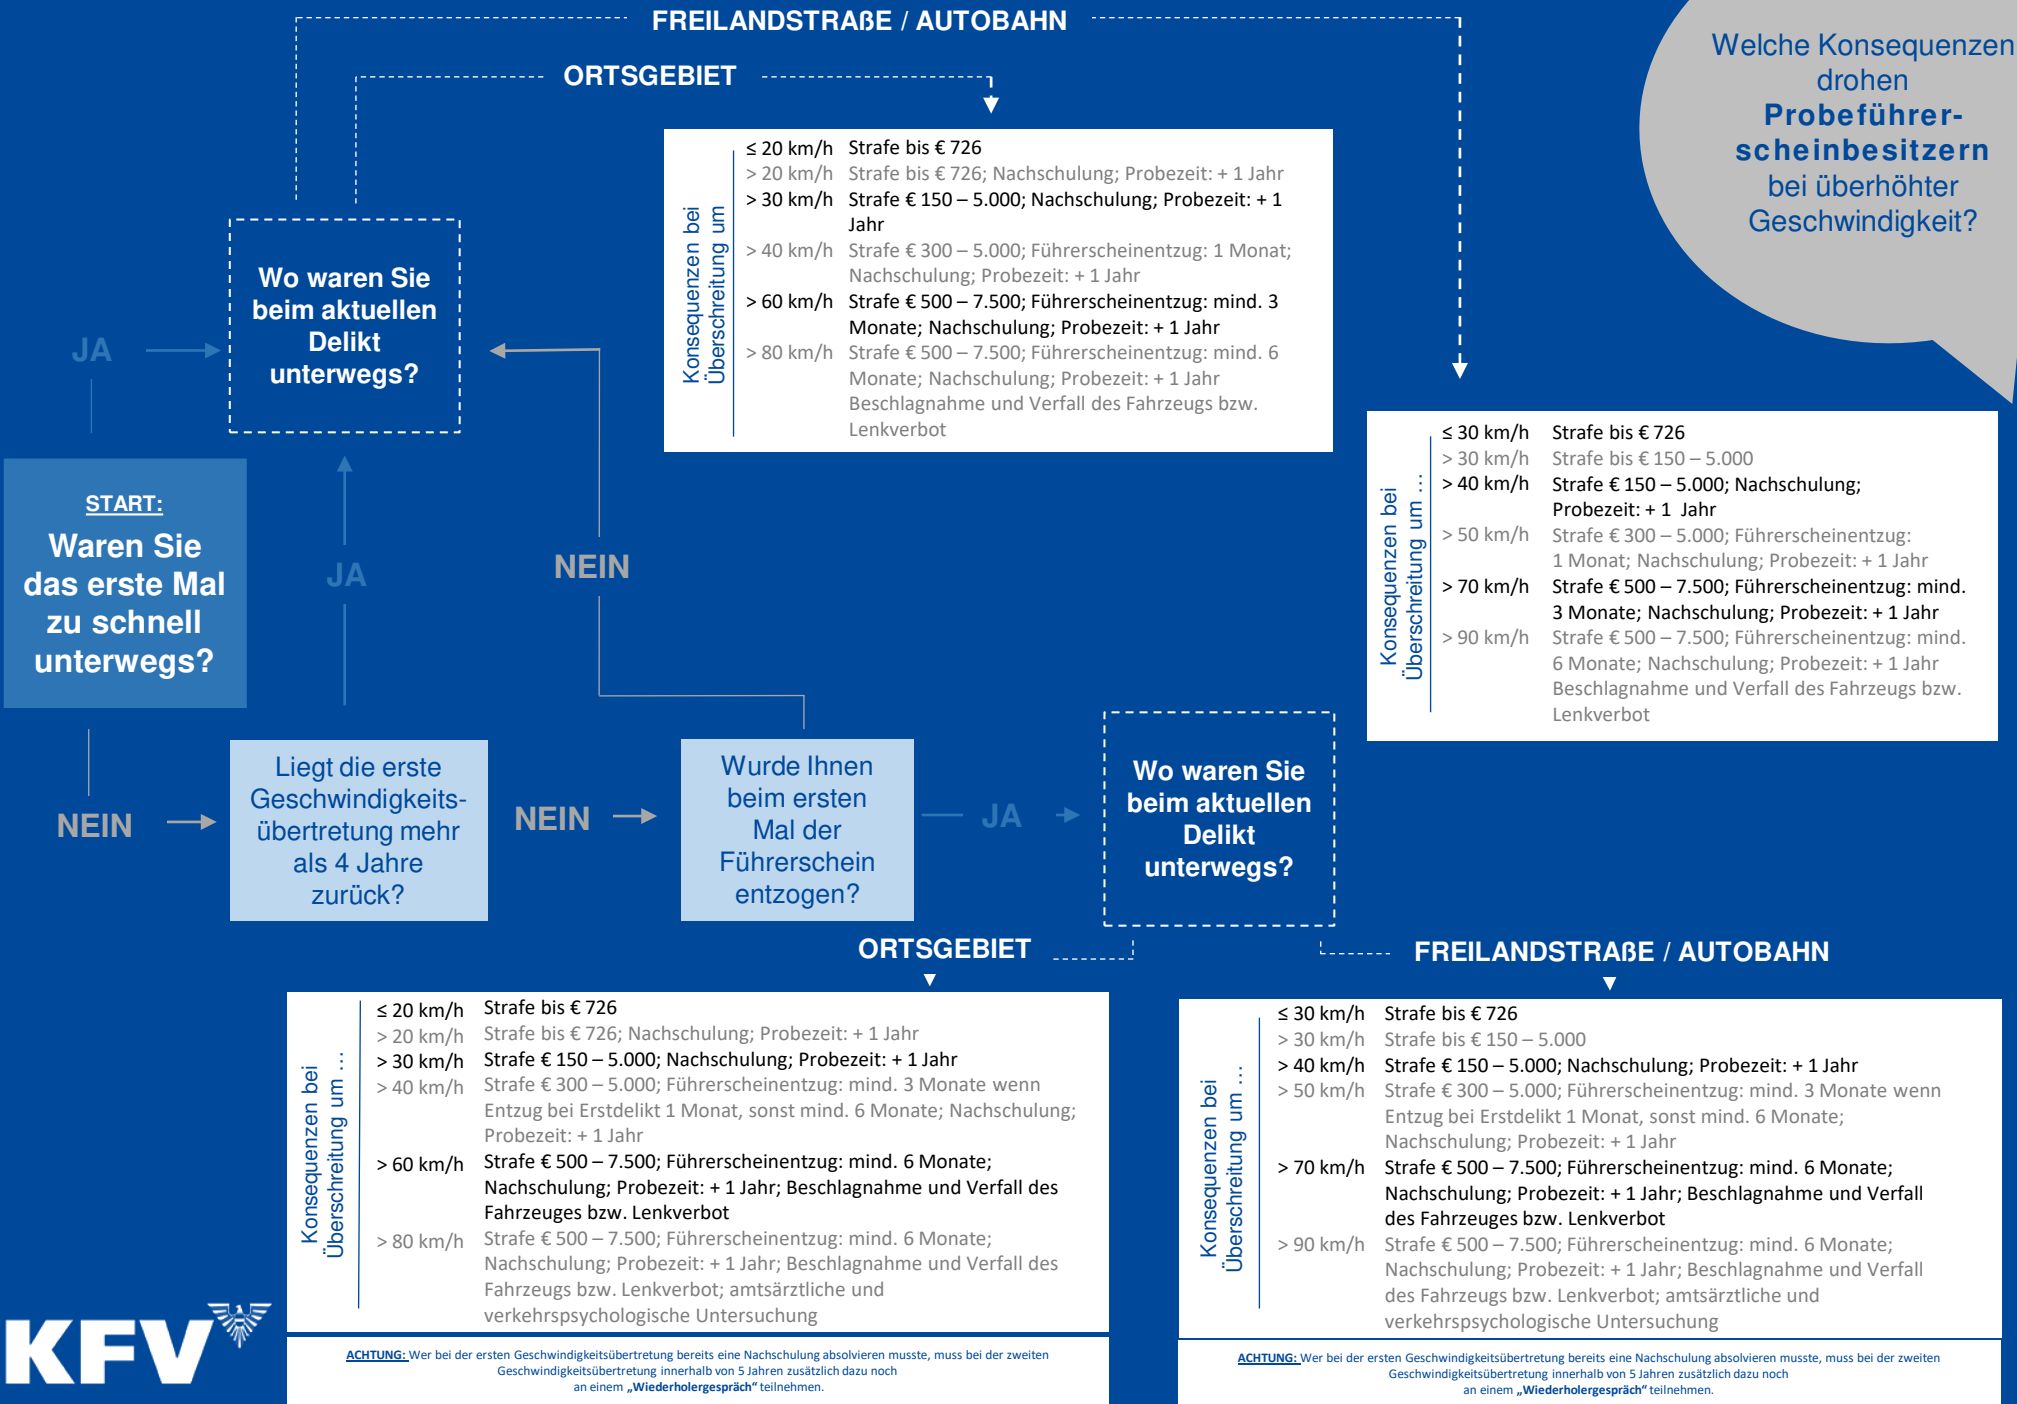 FREILANDSTRAßE / AUTOBAHN
ORTSGEBIET
Welche Konsequenzen
drohen
Probeführer-
scheinbesitzern
bei überhöhter
Geschwindigkeit?
Konsequenzen bei
Überschreitung um
≤ 20 km/h Strafe bis € 726
> 20 km/h Strafe bis € 726; Nachschulung; Probezeit: + 1 Jahr
> 30 km/h Strafe € 150 – 5.000; Nachschulung; Probezeit: + 1
Jahr
> 40 km/h Strafe € 300 – 5.000; Führerscheinentzug: 1 Monat;
Nachschulung; Probezeit: + 1 Jahr
> 60 km/h Strafe € 500 – 7.500; Führerscheinentzug: mind. 3
Monate; Nachschulung; Probezeit: + 1 Jahr
> 80 km/h Strafe € 500 – 7.500; Führerscheinentzug: mind. 6
Monate; Nachschulung; Probezeit: + 1 Jahr
Beschlagnahme und Verfall des Fahrzeugs bzw.
Lenkverbot
Wo waren Sie
beim aktuellen
Delikt
unterwegs?
JA
START:
Waren Sie
das erste Mal
zu schnell
unterwegs?
JA
NEIN
Konsequenzen bei
Überschreitung um ...
≤ 30 km/h Strafe bis € 726
> 30 km/h Strafe bis € 150 – 5.000
> 40 km/h Strafe € 150 – 5.000; Nachschulung;
Probezeit: + 1 Jahr
> 50 km/h Strafe € 300 – 5.000; Führerscheinentzug:
1 Monat; Nachschulung; Probezeit: + 1 Jahr
> 70 km/h Strafe € 500 – 7.500; Führerscheinentzug: mind.
3 Monate; Nachschulung; Probezeit: + 1 Jahr
> 90 km/h Strafe € 500 – 7.500; Führerscheinentzug: mind.
6 Monate; Nachschulung; Probezeit: + 1 Jahr
Beschlagnahme und Verfall des Fahrzeugs bzw.
Lenkverbot
NEIN
Liegt die erste
Geschwindigkeits-
übertretung mehr
als 4 Jahre
zurück?
NEIN
Wurde Ihnen
beim ersten
Mal der
Führerschein
entzogen?
JA
Wo waren Sie
beim aktuellen
Delikt
unterwegs?
ORTSGEBIET
FREILANDSTRAßE / AUTOBAHN
Konsequenzen bei
Überschreitung um ...
≤ 20 km/h Strafe bis € 726
> 20 km/h Strafe bis € 726; Nachschulung; Probezeit: + 1 Jahr
> 30 km/h Strafe € 150 – 5.000; Nachschulung; Probezeit: + 1 Jahr
> 40 km/h Strafe € 300 – 5.000; Führerscheinentzug: mind. 3 Monate wenn
Entzug bei Erstdelikt 1 Monat, sonst mind. 6 Monate; Nachschulung;
Probezeit: + 1 Jahr
> 60 km/h Strafe € 500 – 7.500; Führerscheinentzug: mind. 6 Monate;
Nachschulung; Probezeit: + 1 Jahr; Beschlagnahme und Verfall des
Fahrzeuges bzw. Lenkverbot
> 80 km/h Strafe € 500 – 7.500; Führerscheinentzug: mind. 6 Monate;
Nachschulung; Probezeit: + 1 Jahr; Beschlagnahme und Verfall des
Fahrzeugs bzw. Lenkverbot; amtsärztliche und
verkehrspsychologische Untersuchung
ACHTUNG: Wer bei der ersten Geschwindigkeitsübertretung bereits eine Nachschulung absolvieren musste, muss bei der zweiten
Geschwindigkeitsübertretung innerhalb von 5 Jahren zusätzlich dazu noch
an einem „Wiederholergespräch“ teilnehmen.
Konsequenzen bei
Überschreitung um ...
≤ 30 km/h Strafe bis € 726
> 30 km/h Strafe bis € 150 – 5.000
> 40 km/h Strafe € 150 – 5.000; Nachschulung; Probezeit: + 1 Jahr
> 50 km/h Strafe € 300 – 5.000; Führerscheinentzug: mind. 3 Monate wenn
Entzug bei Erstdelikt 1 Monat, sonst mind. 6 Monate;
Nachschulung; Probezeit: + 1 Jahr
> 70 km/h Strafe € 500 – 7.500; Führerscheinentzug: mind. 6 Monate;
Nachschulung; Probezeit: + 1 Jahr; Beschlagnahme und Verfall
des Fahrzeuges bzw. Lenkverbot
> 90 km/h Strafe € 500 – 7.500; Führerscheinentzug: mind. 6 Monate;
Nachschulung; Probezeit: + 1 Jahr; Beschlagnahme und Verfall
des Fahrzeugs bzw. Lenkverbot; amtsärztliche und
verkehrspsychologische Untersuchung
ACHTUNG: Wer bei der ersten Geschwindigkeitsübertretung bereits eine Nachschulung absolvieren musste, muss bei der zweiten
Geschwindigkeitsübertretung innerhalb von 5 Jahren zusätzlich dazu noch
an einem „Wiederholergespräch“ teilnehmen.
KFV